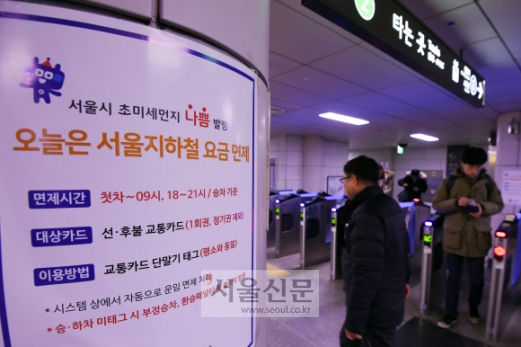 서울시 초미세먼지 나쁨 발령
오늘은 서울지하철 요금 면제
면제시간 첫차~09시, 18~21시 / 승차 기준
대상카드 선·후불 교통카드(1회권, 정기권 제외)
이용방법 교통카드 단말기 태그(평소와 동일)
* 시스템 상에서 자동으로 운임 면제 처리
* 승·하차 미태그 시 부정승차, 환승
타는 곳
2
서울신문
www.seoul.co.kr